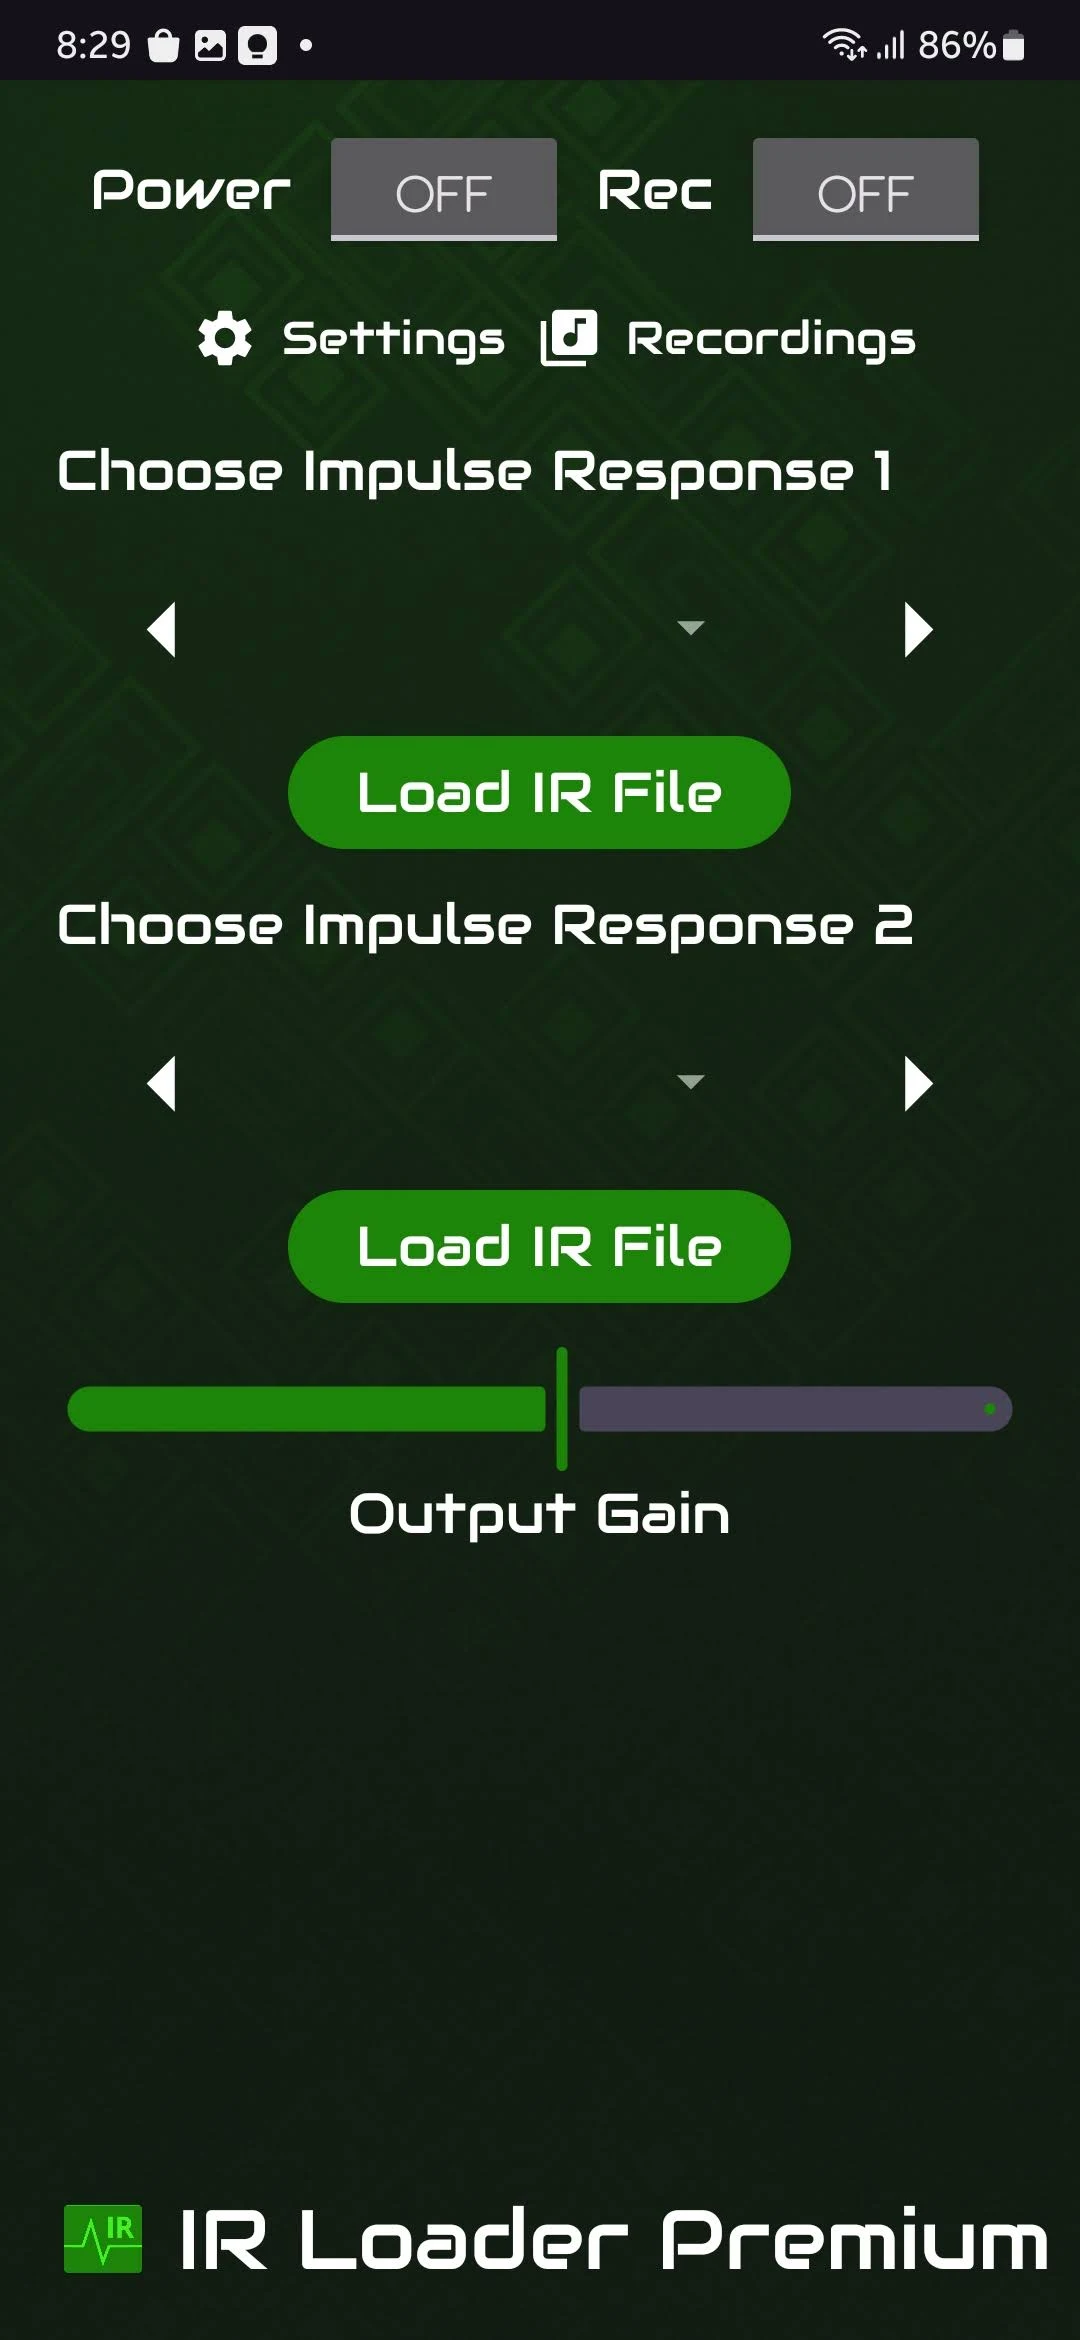 8:29 86%
Power OFF Rec OFF
Settings Recordings
Choose Impulse Response 1
Load IR File
Choose Impulse Response 2
Load IR File
Output Gain
IR IR Loader Premium